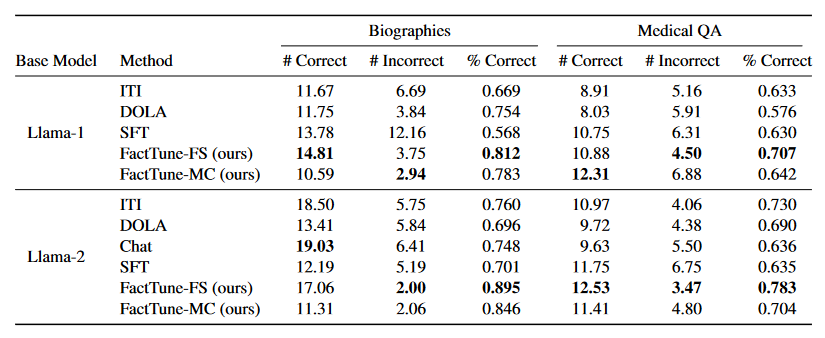 Biographies Medical QA
Base Model Method # Correct # Incorrect % Correct # Correct # Incorrect % Correct
ITI 11.67 6.69 0.669 8.91 5.16 0.633
DOLA 11.75 3.84 0.754 8.03 5.91 0.576
Llama-1 SFT 13.78 12.16 0.568 10.75 6.31 0.630
FactTune-FS (ours) 14.81 3.75 0.812 10.88 4.50 0.707
FactTune-MC (ours) 10.59 2.94 0.783 12.31 6.88 0.642
ITI 18.50 5.75 0.760 10.97 4.06 0.730
DOLA 13.41 5.84 0.696 9.72 4.38 0.690
Chat 19.03 6.41 0.748 9.63 5.50 0.636
Llama-2 SFT 12.19 5.19 0.701 11.75 6.75 0.635
FactTune-FS (ours) 17.06 2.00 0.895 12.53 3.47 0.783
FactTune-MC (ours) 11.31 2.06 0.846 11.41 4.80 0.704